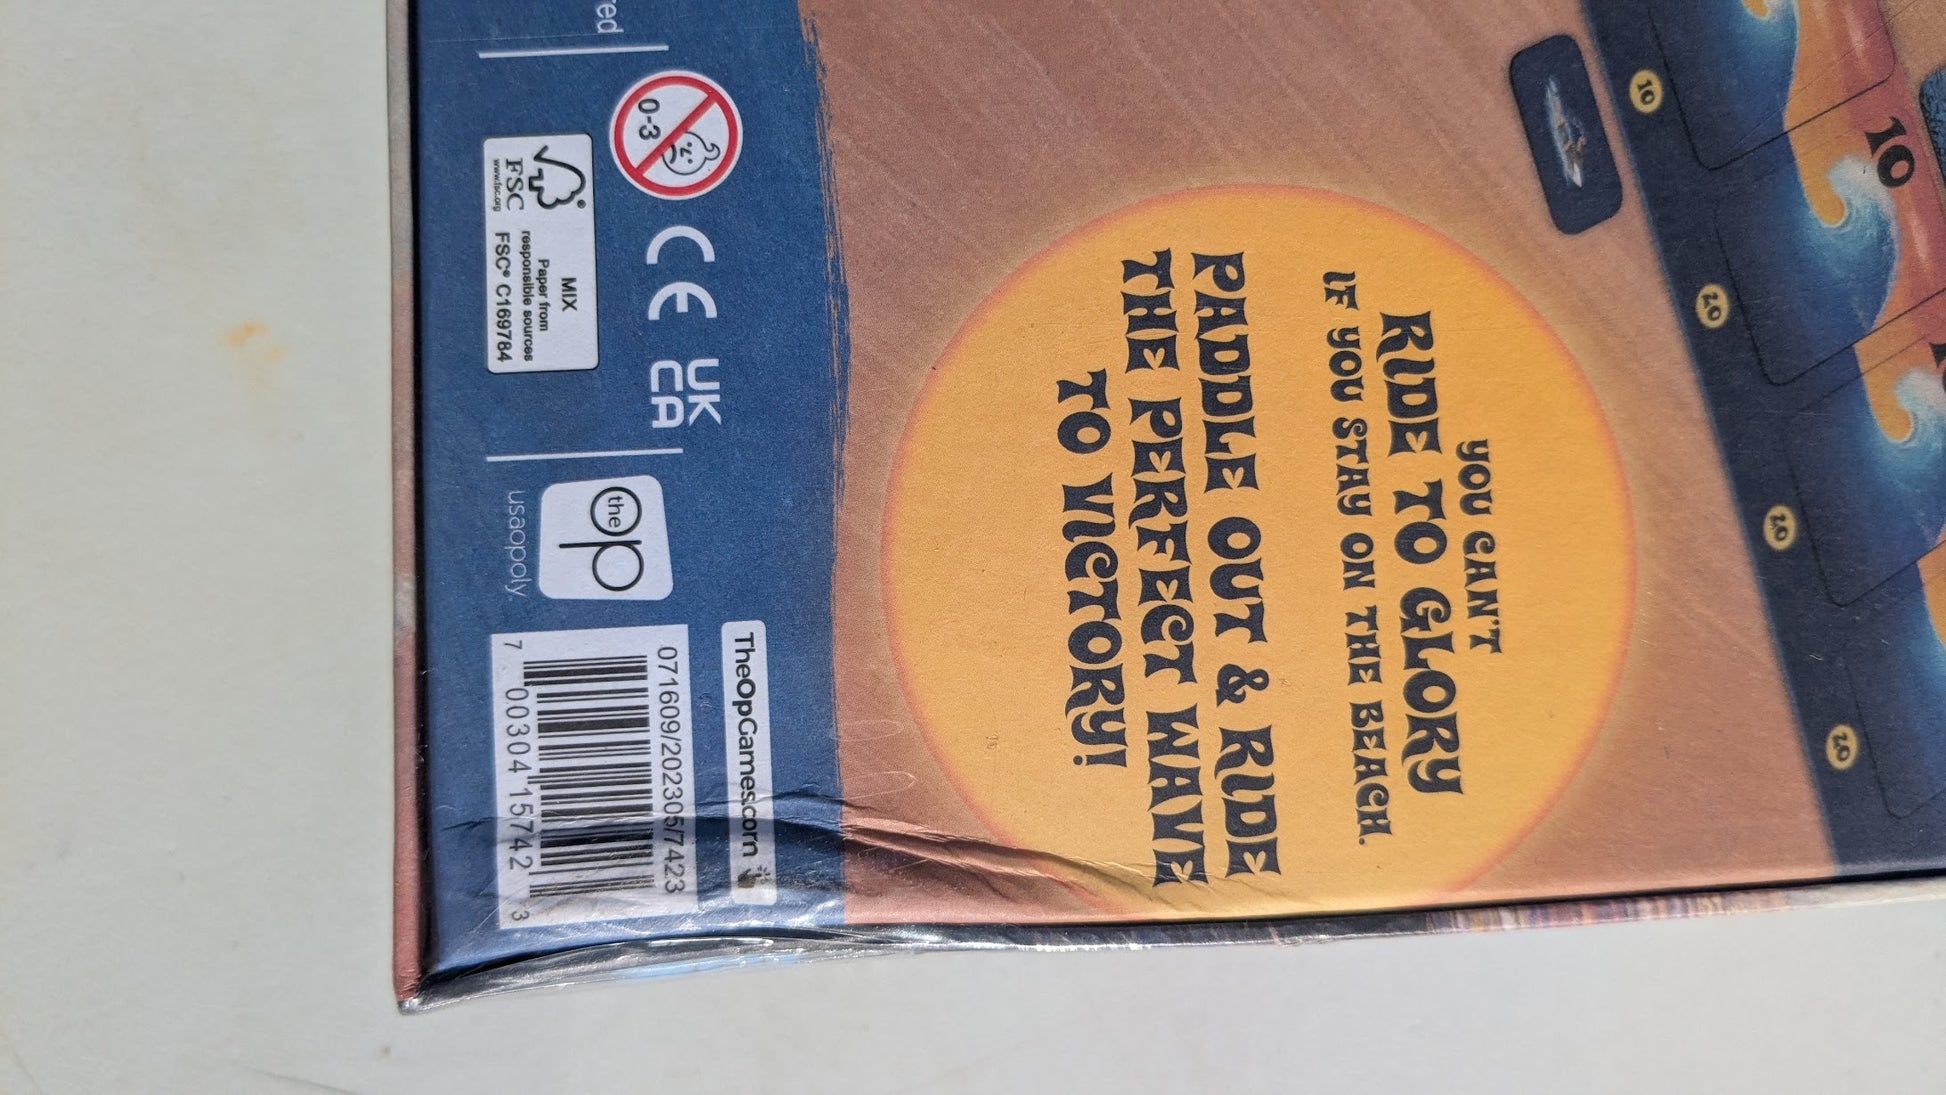 YOU CAN'T
RIDE TO GLORY
IF YOU STAY ON THE BEACH.
PADDLE OUT & RIDE
THE PERFECT WAVE
TO VICTORY!
10
20
20
20
10
red
0-3
CE
UK
CA
FSC
www.fsc.org
MIX
Paper from
responsible sources
FSC® C169784
the op
usaopoly
TheOpGames.com
071609/202305/7423
7 00304 15742 3